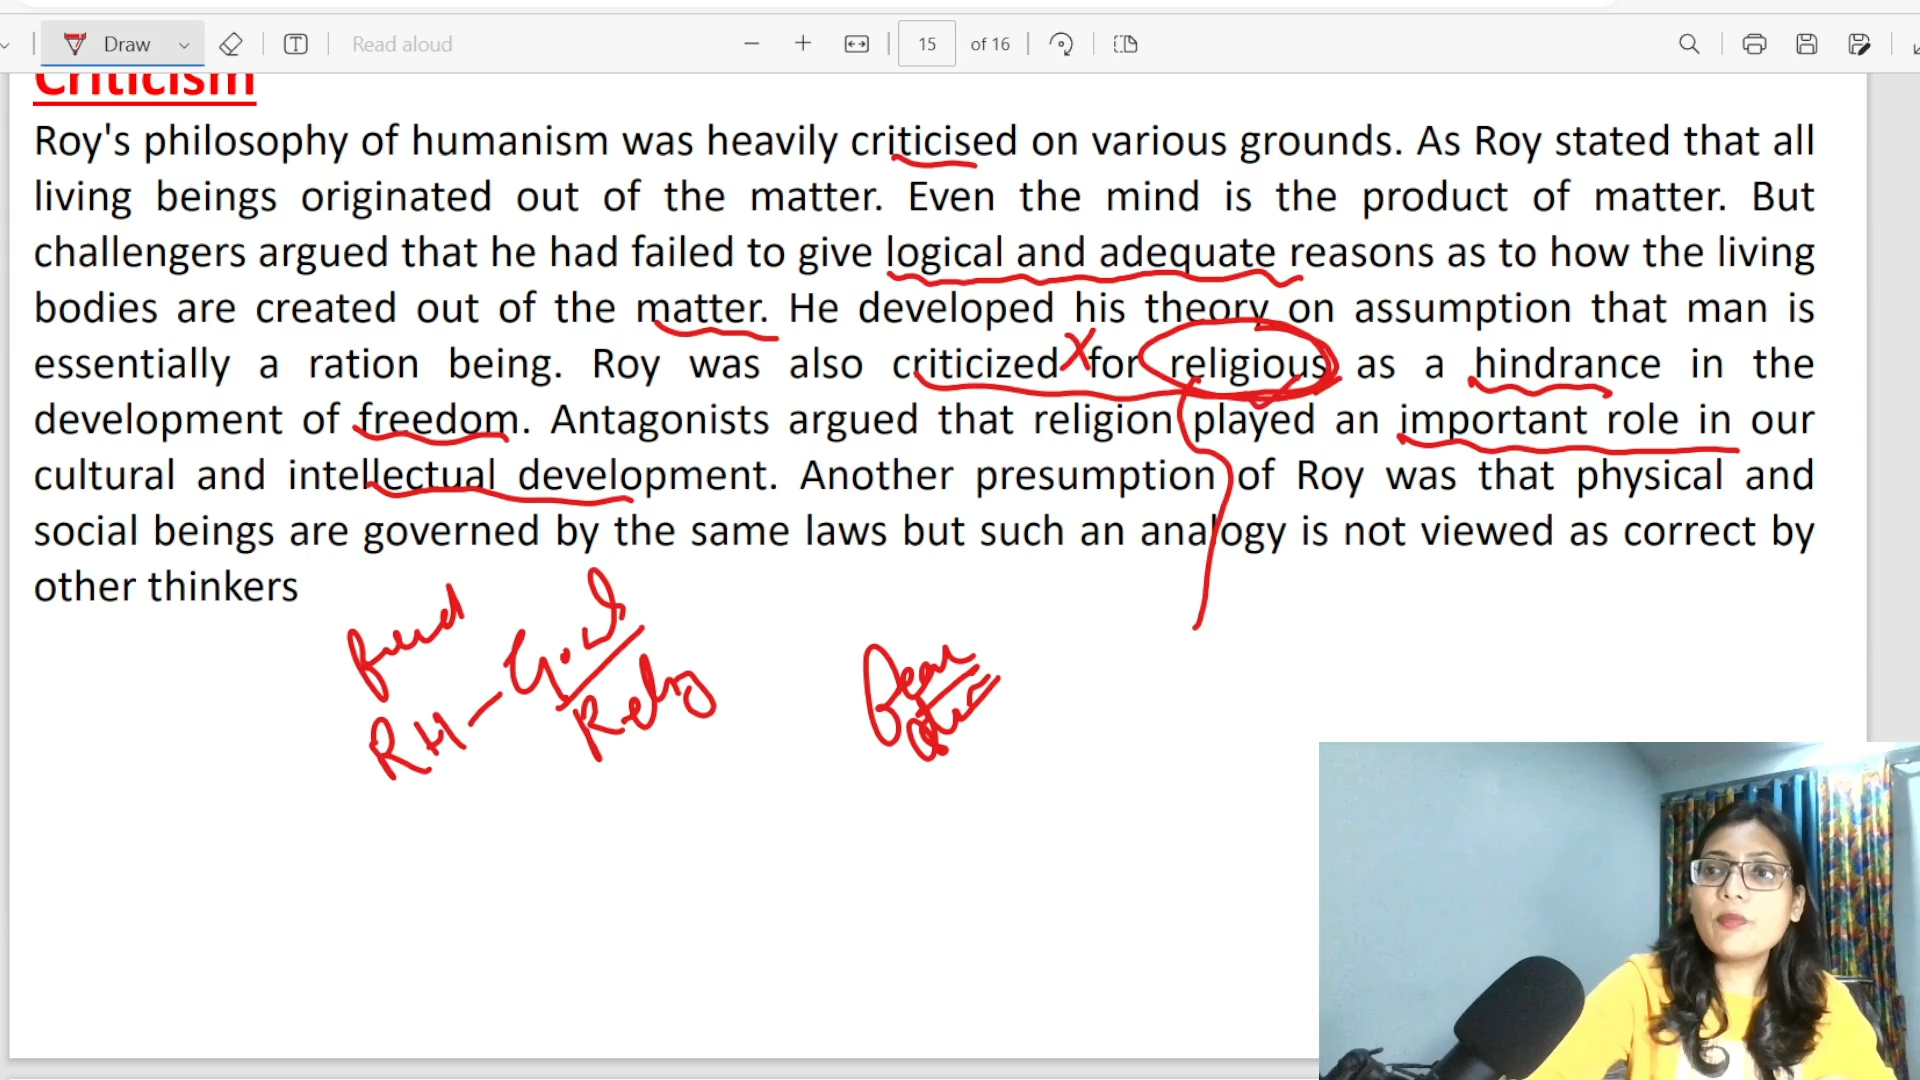 Draw
Read aloud
15 of 16
Criticism
Roy's philosophy of humanism was heavily criticised on various grounds. As Roy stated that all
living beings originated out of the matter. Even the mind is the product of matter. But
challengers argued that he had failed to give logical and adequate reasons as to how the living
bodies are created out of the matter. He developed his theory on assumption that man is
essentially a ration being. Roy was also criticized X for religious as a hindrance in the
development of freedom. Antagonists argued that religion played an important role in our
cultural and intellectual development. Another presumption of Roy was that physical and
social beings are governed by the same laws but such an analogy is not viewed as correct by
other thinkers
RH - God